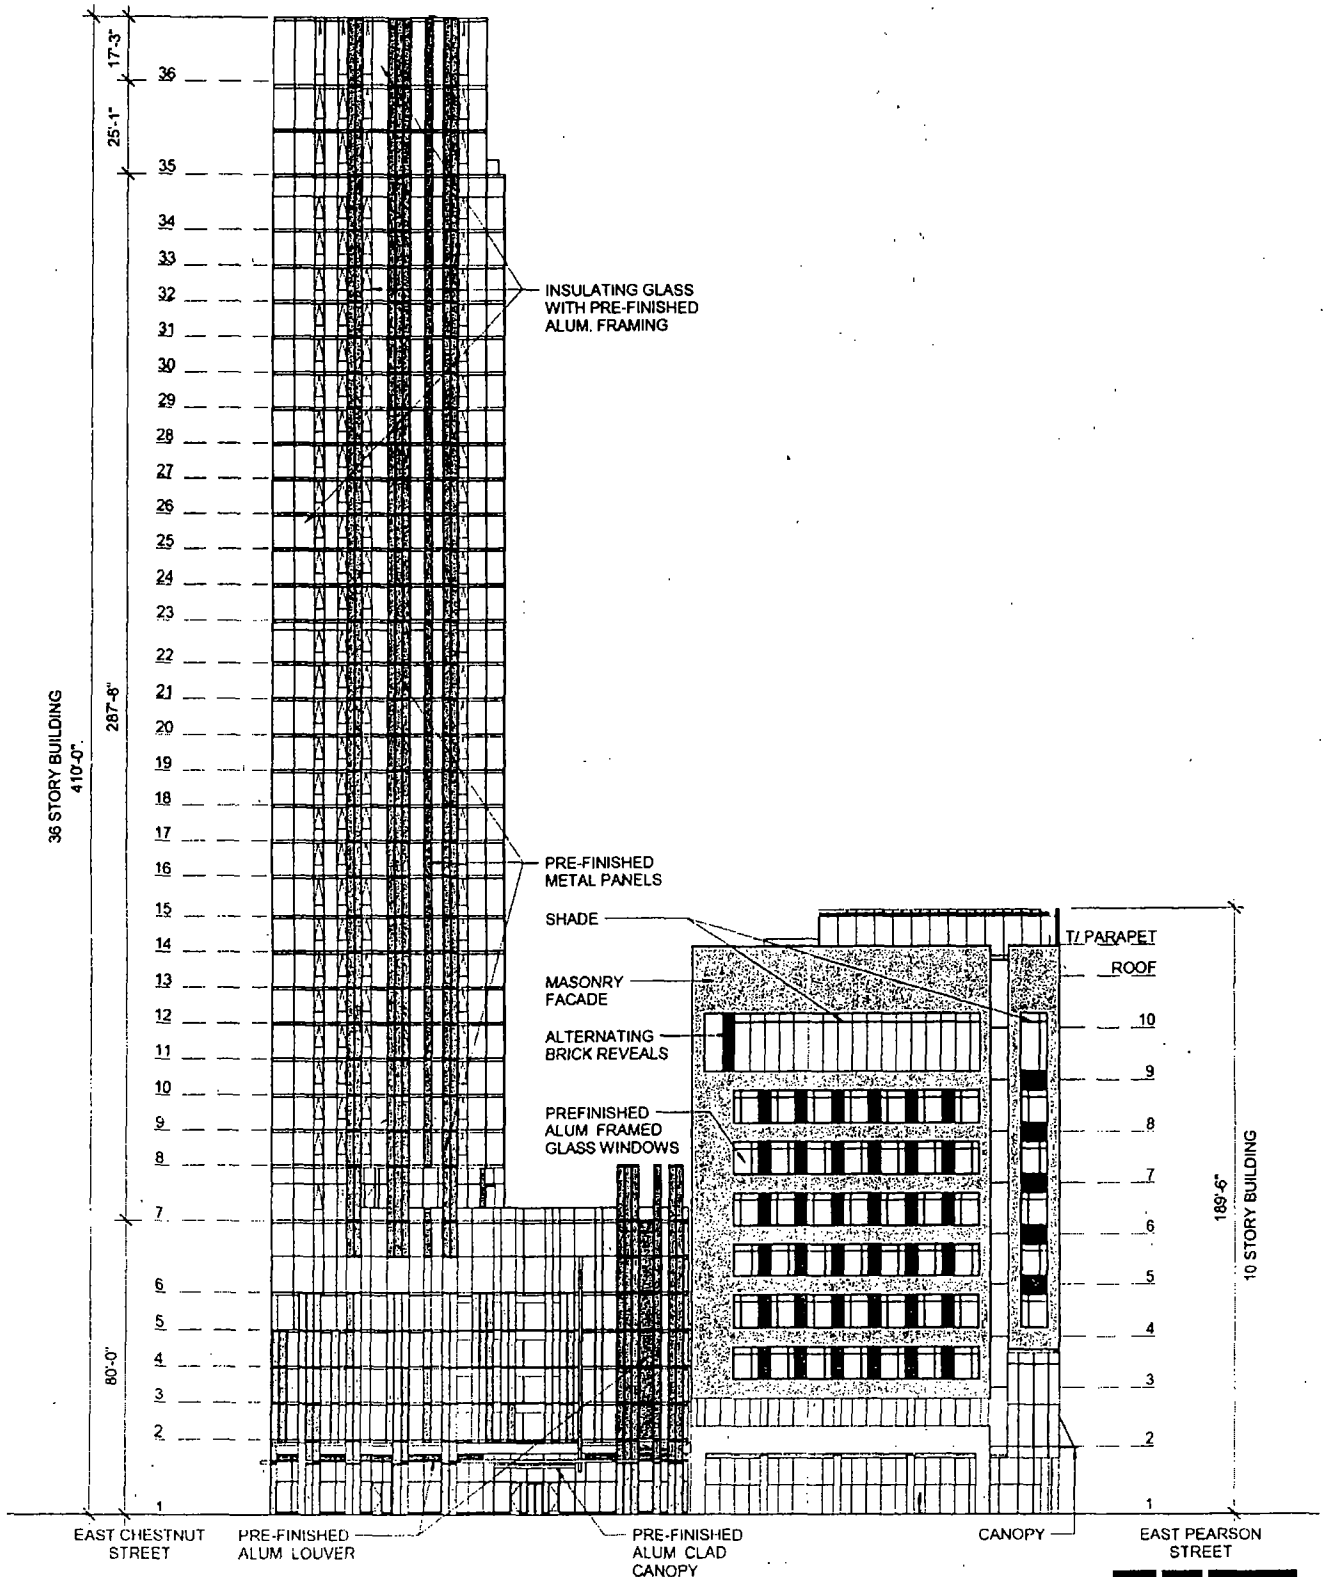 17'-3"
36
25'-1"
35
34
33
32
31
30
29
28
27
26
25
24
23
22
21
20
19
18
17
16
15
14
13
12
11
10
9
8
7
6
5
4
3
2
1
287'-8"
80'-0"
36 STORY BUILDING
410'-0"
INSULATING GLASS
WITH PRE-FINISHED
ALUM. FRAMING
PRE-FINISHED
METAL PANELS
SHADE
MASONRY
FACADE
ALTERNATING
BRICK REVEALS
PREFINISHED
ALUM FRAMED
GLASS WINDOWS
T/ PARAPET
ROOF
10
9
8
7
6
5
4
3
2
1
189'-6"
10 STORY BUILDING
EAST CHESTNUT
STREET
PRE-FINISHED
ALUM LOUVER
PRE-FINISHED
ALUM CLAD
CANOPY
CANOPY
EAST PEARSON
STREET